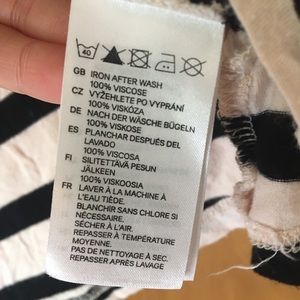 40
GB IRON AFTER WASH
100% VISCOSE
CZ VYŽEHLETE PO VYPRÁNÍ
100% VISKÓZA
DE NACH DER WÄSCHE BÜGELN
100% VISKOSE
ES PLANCHAR DESPUÉS DEL
LAVADO
100% VISCOSA
FI SILITETTÄVÄ PESUN
JÄLKEEN
100% VISKOOSIA
FR LAVER À LA MACHINE À
L'EAU TIÈDE.
BLANCHIR SANS CHLORE SI
NÉCESSAIRE.
SÉCHER À L'AIR.
REPASSER À TEMPÉRATURE
MOYENNE.
PAS DE NETTOYAGE À SEC.
REPASSER APRÈS LAVAGE